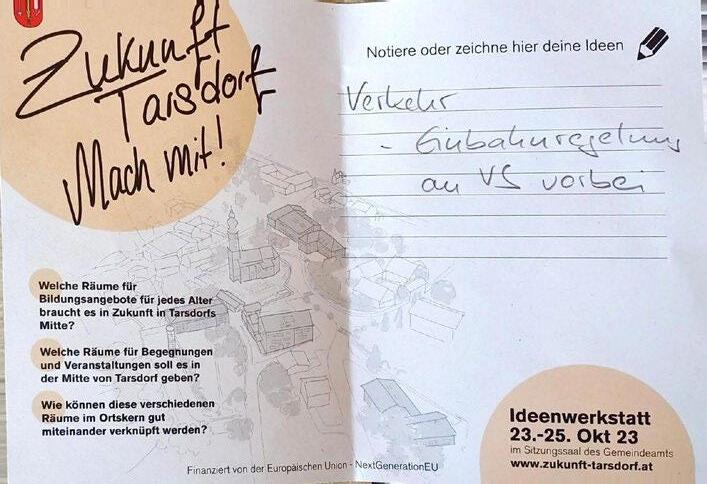 Zukunft
Tarsdorf
Mach mit!
Welche Räume für
Bildungsangebote für jedes Alter
braucht es in Zukunft in Tarsdorfs
Mitte?
Welche Räume für Begegnungen
und Veranstaltungen soll es in
der Mitte von Tarsdorf geben?
Wie können diese verschiedenen
Räume im Ortskern gut
miteinander verknüpft werden?
Notiere oder zeichne hier deine Ideen
Verkehr
- Einbahnregelung
an VS vorbei
Ideenwerkstatt
23.-25. Okt 23
im Sitzungssaal des Gemeindeamts
www.zukunft-tarsdorf.at
Finanziert von der Europäischen Union - NextGenerationEU